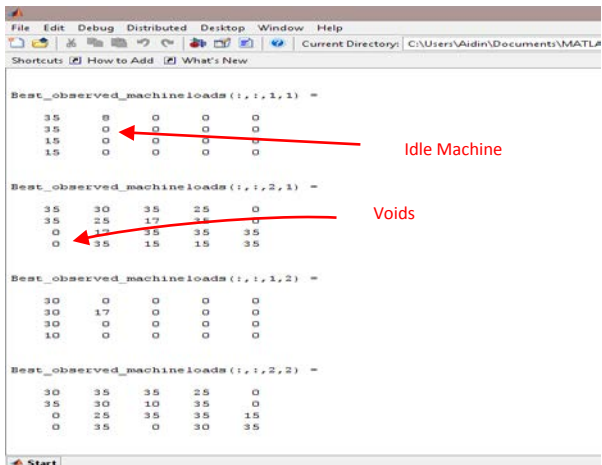 File Edit Debug Distributed Desktop Window Help
Current Directory: C:\Users\Aidin\Documents\MATLA
Shortcuts How to Add What's New
Best_observed_machineloads(:,:,1,1) =
35 8 0 0 0
35 0 0 0 0
15 0 0 0 0
15 0 0 0 0
Idle Machine
Best_observed_machineloads(:,:,2,1) =
35 30 35 25 0
35 25 17 35 0
0 17 35 35 35
0 35 15 15 35
Voids
Best_observed_machineloads(:,:,1,2) =
30 0 0 0 0
30 17 0 0 0
30 0 0 0 0
10 0 0 0 0
Best_observed_machineloads(:,:,2,2) =
30 35 35 25 0
35 30 10 35 0
0 25 35 35 15
0 35 0 30 35
Start